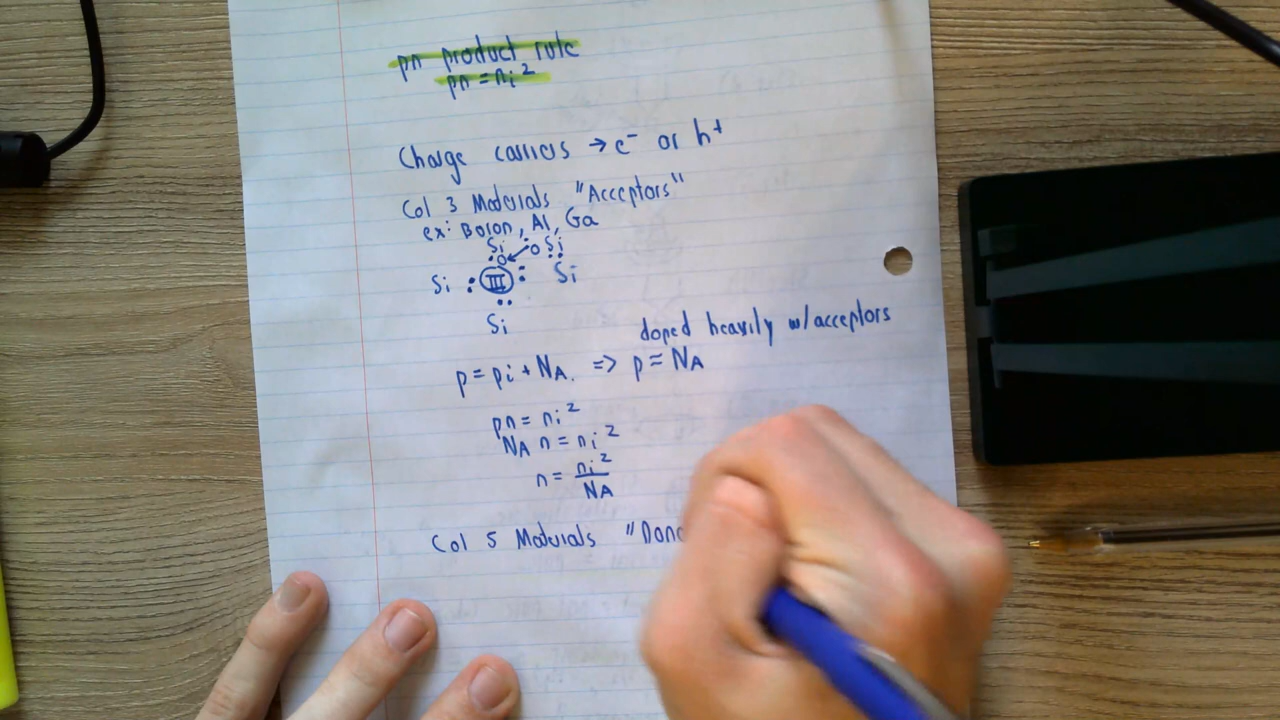 pn product rule
pn = ni²
Charge carriers → e⁻ or h⁺
Col 3 Materials "Acceptors"
ex: Boron, Al, Ga
Si Si
Si III Si
Si
doped heavily w/acceptors
p = pi + NA. => p ≈ NA
pn = ni²
NA n = ni²
n = ni²/NA
Col 5 Materials "Dono